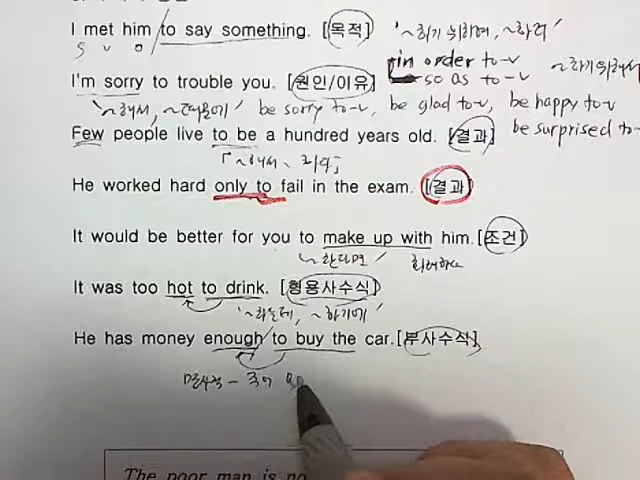 I met him to say something. [목적] '~하기 위하여, ~하러'
S V O
in order to-v
so as to-v ~하기 위해서
I'm sorry to trouble you. [원인/이유]
'~해서, ~때문에' be sorry to-v, be glad to-v, be happy to-v
Few people live to be a hundred years old. [결과] be surprised to-
「~해서, 」
He worked hard only to fail in the exam. [결과]
It would be better for you to make up with him.[조건]
~한다면 화해하다
It was too hot to drink. [형용사수식]
'~하는데, ~하기에'
He has money enough to buy the car.[부사수식]
The poor man is no